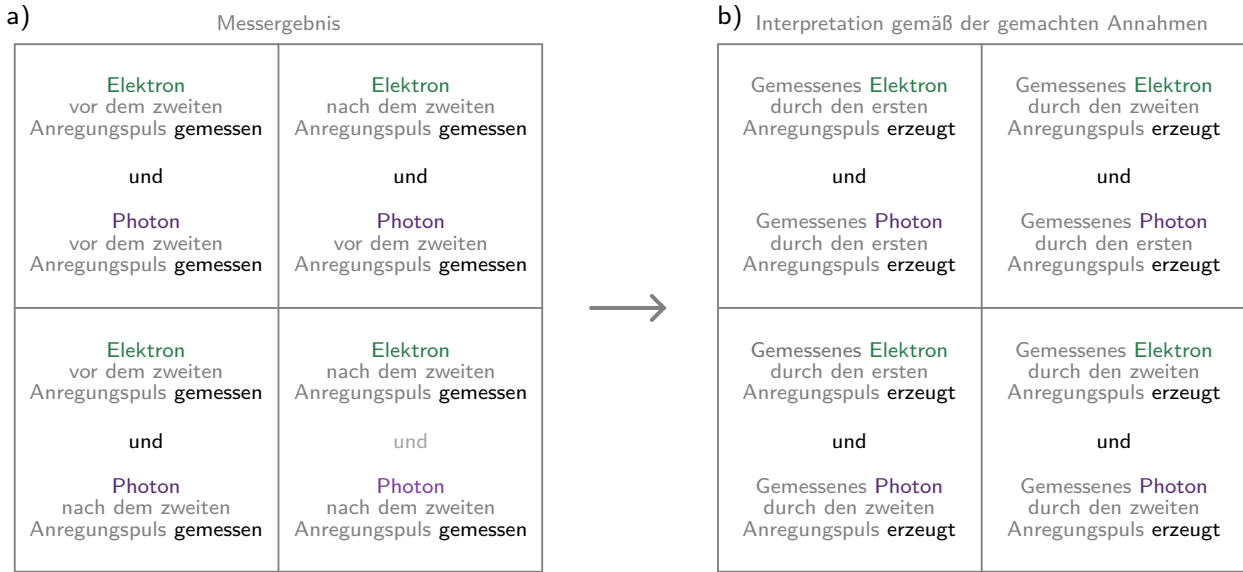 a)
Messergebnis
Elektron
vor dem zweiten
Anregungspuls gemessen
und
Photon
vor dem zweiten
Anregungspuls gemessen
Elektron
nach dem zweiten
Anregungspuls gemessen
und
Photon
vor dem zweiten
Anregungspuls gemessen
Elektron
vor dem zweiten
Anregungspuls gemessen
und
Photon
nach dem zweiten
Anregungspuls gemessen
Elektron
nach dem zweiten
Anregungspuls gemessen
und
Photon
nach dem zweiten
Anregungspuls gemessen
b)
Interpretation gemäß der gemachten Annahmen
Gemessenes Elektron
durch den ersten
Anregungspuls erzeugt
und
Gemessenes Photon
durch den ersten
Anregungspuls erzeugt
Gemessenes Elektron
durch den zweiten
Anregungspuls erzeugt
und
Gemessenes Photon
durch den ersten
Anregungspuls erzeugt
Gemessenes Elektron
durch den ersten
Anregungspuls erzeugt
und
Gemessenes Photon
durch den zweiten
Anregungspuls erzeugt
Gemessenes Elektron
durch den zweiten
Anregungspuls erzeugt
und
Gemessenes Photon
durch den zweiten
Anregungspuls erzeugt